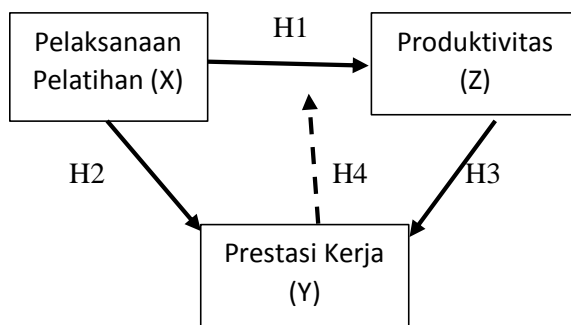 H1
Pelaksanaan
Pelatihan (X)
Produktivitas
(Z)
H2
H4
H3
Prestasi Kerja
(Y)